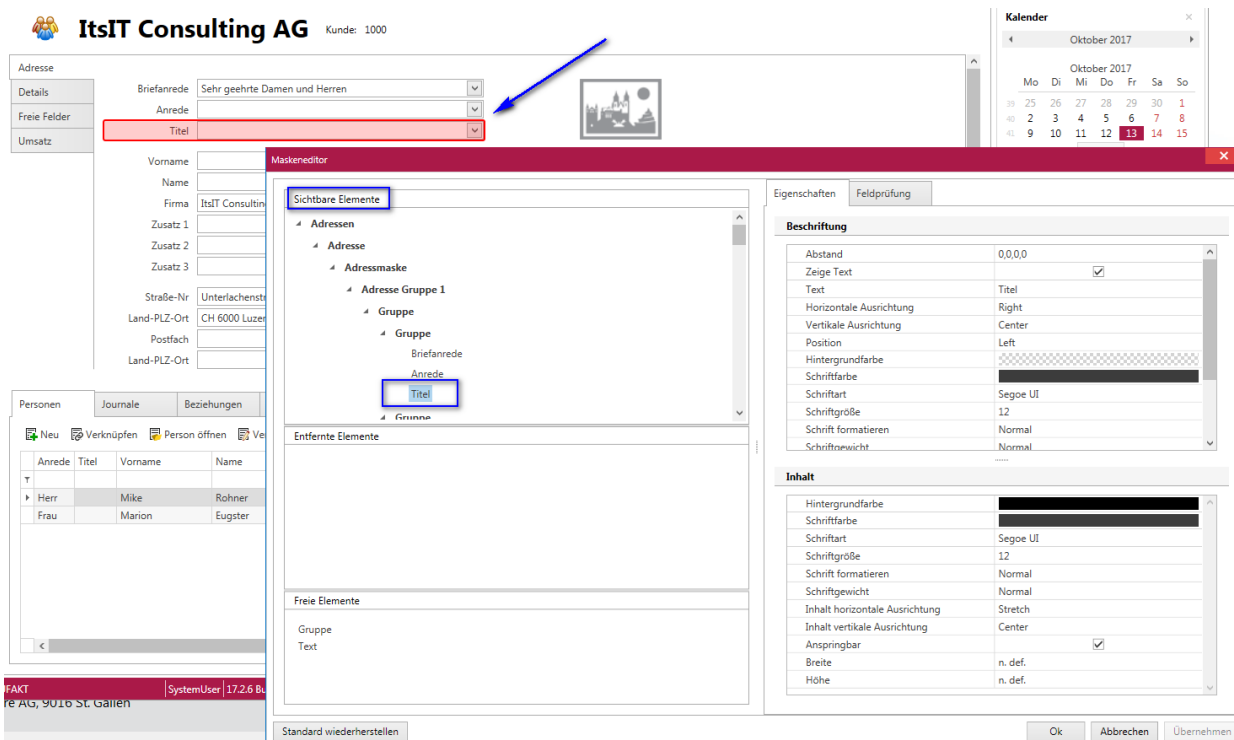 ItsIT Consulting AG Kunde: 1000
Adresse
Details
Freie Felder
Umsatz
Briefanrede Sehr geehrte Damen und Herren
Anrede
Titel
Vorname
Name
Firma ItsIT Consultin
Zusatz 1
Zusatz 2
Zusatz 3
Straße-Nr Unterlachenst
Land-PLZ-Ort CH 6000 Luzer
Postfach
Land-PLZ-Ort
Kalender
Oktober 2017
Oktober 2017
Mo Di Mi Do Fr Sa So
39 25 26 27 28 29 30 1
40 2 3 4 5 6 7 8
41 9 10 11 12 13 14 15
Personen Journale Beziehungen
Neu Verknüpfen Person öffnen Ve
Anrede Titel Vorname Name
Herr Mike Rohner
Frau Marion Eugster
FAKT SystemUser 17.2.6 Bu
re AG, 9016 St. Gallen
Maskeneditor
Sichtbare Elemente
Adressen
Adresse
Adressmaske
Adresse Gruppe 1
Gruppe
Gruppe
Briefanrede
Anrede
Titel
Gruppe
Entfernte Elemente
Freie Elemente
Gruppe
Text
Standard wiederherstellen
Eigenschaften Feldprüfung
Beschriftung
Abstand 0,0,0,0
Zeige Text
Text Titel
Horizontale Ausrichtung Right
Vertikale Ausrichtung Center
Position Left
Hintergrundfarbe
Schriftfarbe
Schriftart Segoe UI
Schriftgröße 12
Schrift formatieren Normal
Schriftgewicht Normal
Inhalt
Hintergrundfarbe
Schriftfarbe
Schriftart Segoe UI
Schriftgröße 12
Schrift formatieren Normal
Schriftgewicht Normal
Inhalt horizontale Ausrichtung Stretch
Inhalt vertikale Ausrichtung Center
Anspringbar
Breite n. def.
Höhe n. def.
Ok Abbrechen Übernehmen